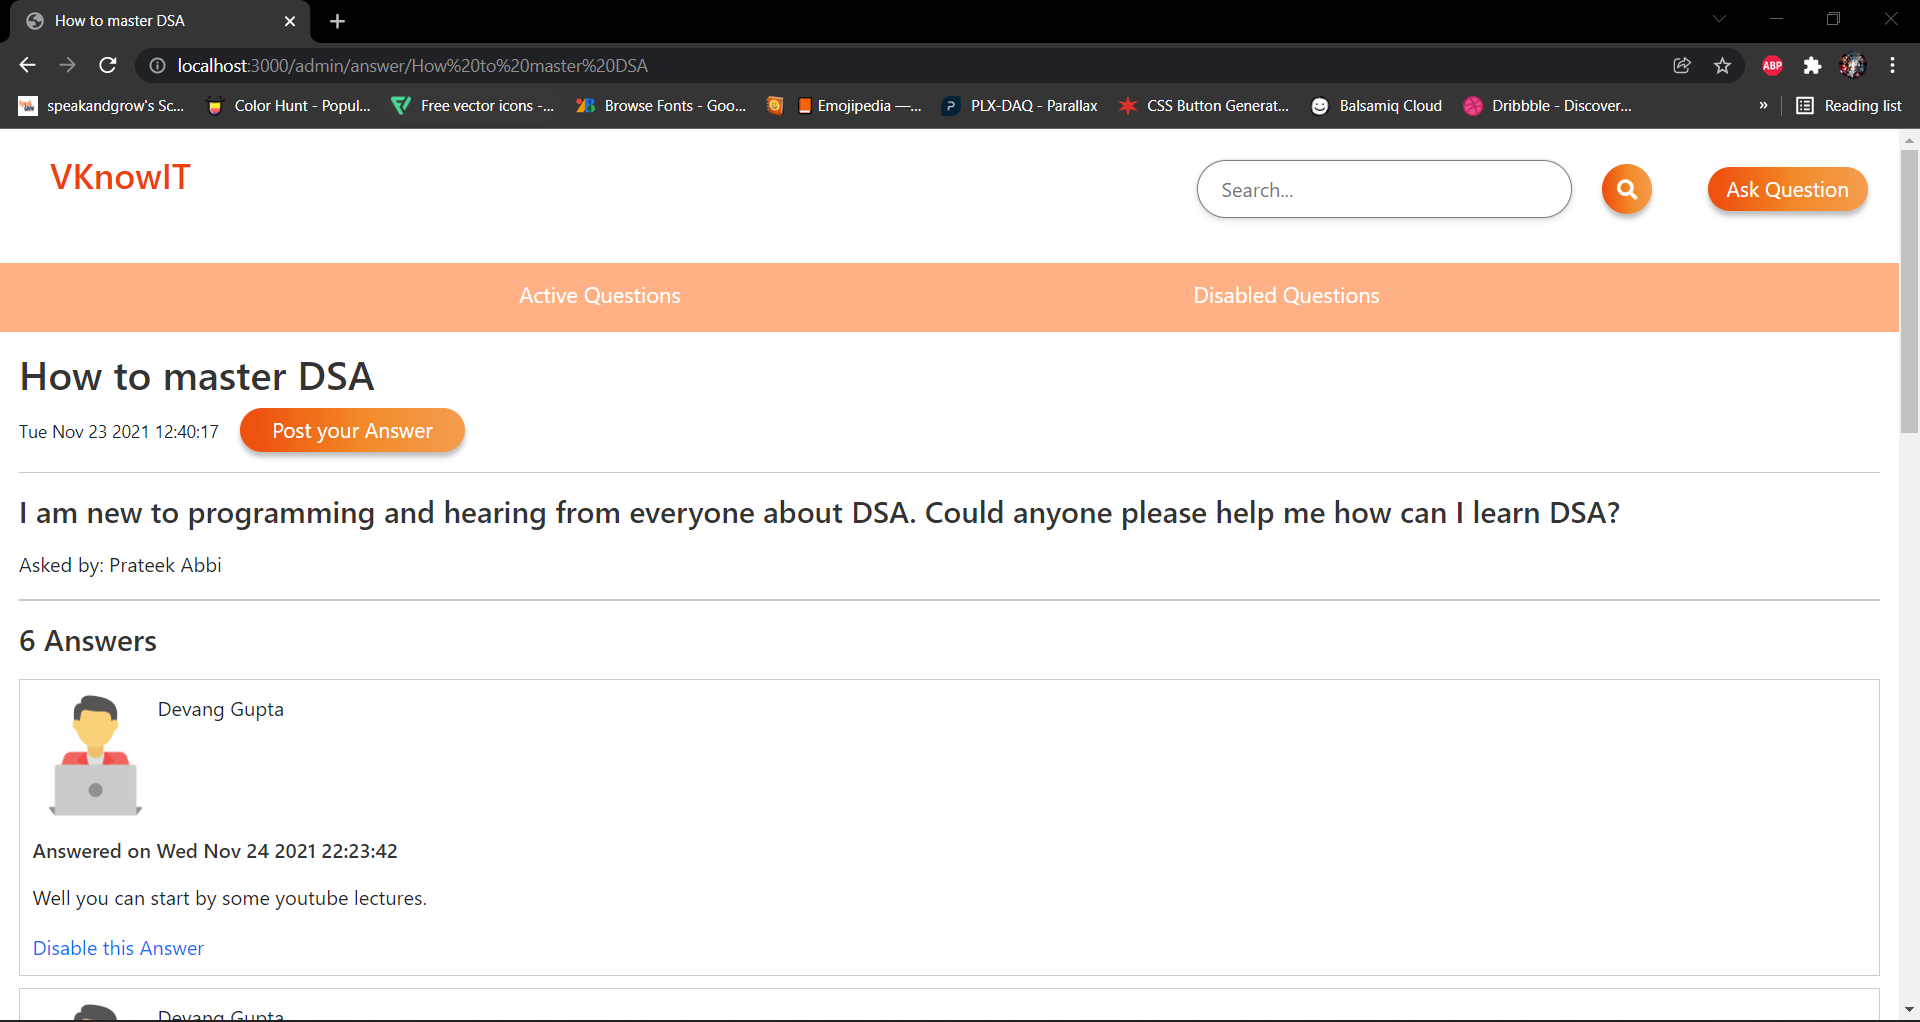 How to master DSA
localhost:3000/admin/answer/How%20to%20master%20DSA
ABP
speakandgrow's Sc... Color Hunt - Popul... Free vector icons -... Browse Fonts - Goo... Emojipedia —... PLX-DAQ - Parallax CSS Button Generat... Balsamiq Cloud Dribbble - Discover... » Reading list
VKnowIT Search... Ask Question
Active Questions Disabled Questions
How to master DSA
Tue Nov 23 2021 12:40:17 Post your Answer
I am new to programming and hearing from everyone about DSA. Could anyone please help me how can I learn DSA?
Asked by: Prateek Abbi
6 Answers
Devang Gupta
Answered on Wed Nov 24 2021 22:23:42
Well you can start by some youtube lectures.
Disable this Answer
Devang Gupta